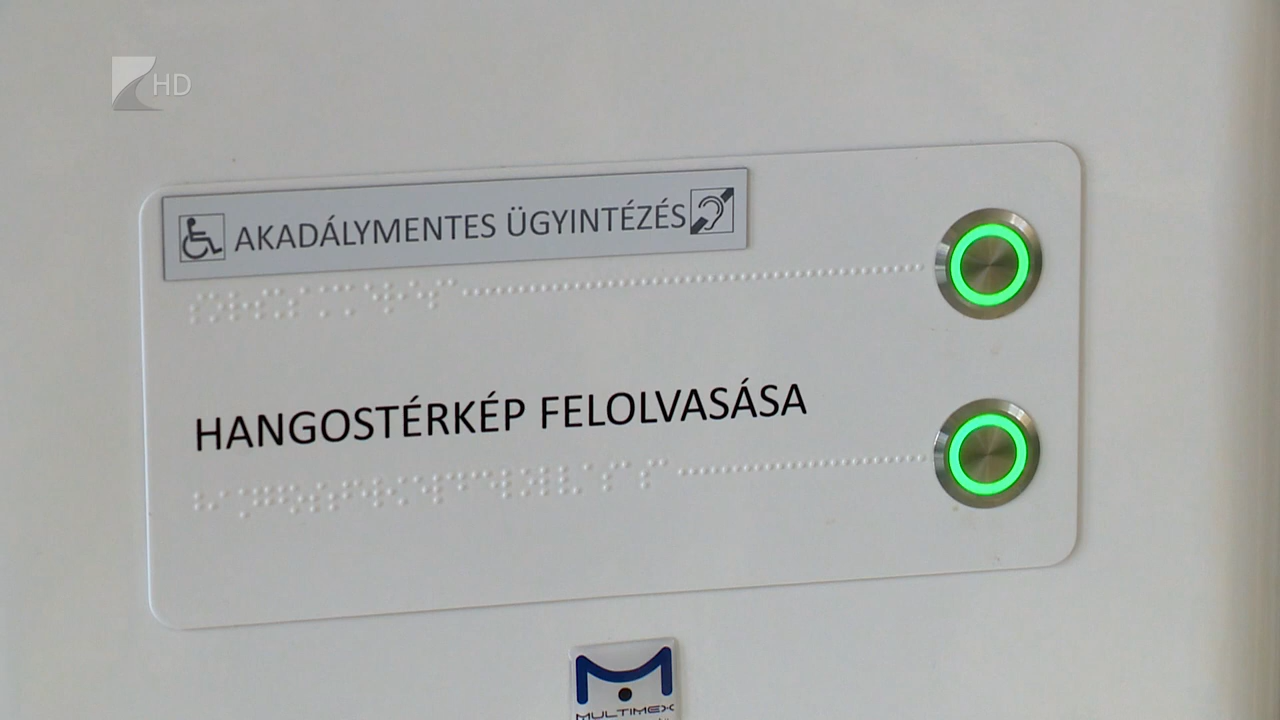 HD
AKADÁLYMENTES ÜGYINTÉZÉS
HANGOSTÉRKÉP FELOLVASÁSA
MULTIMEX